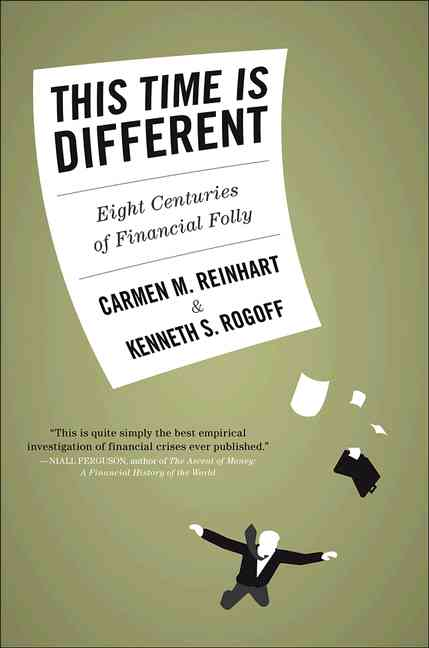 THIS TIME IS
DIFFERENT
Eight Centuries
of Financial Folly
CARMEN M. REINHART
&
KENNETH S. ROGOFF
“This is quite simply the best empirical
investigation of financial crises ever published.”
—NIALL FERGUSON, author of The Ascent of Money:
A Financial History of the World